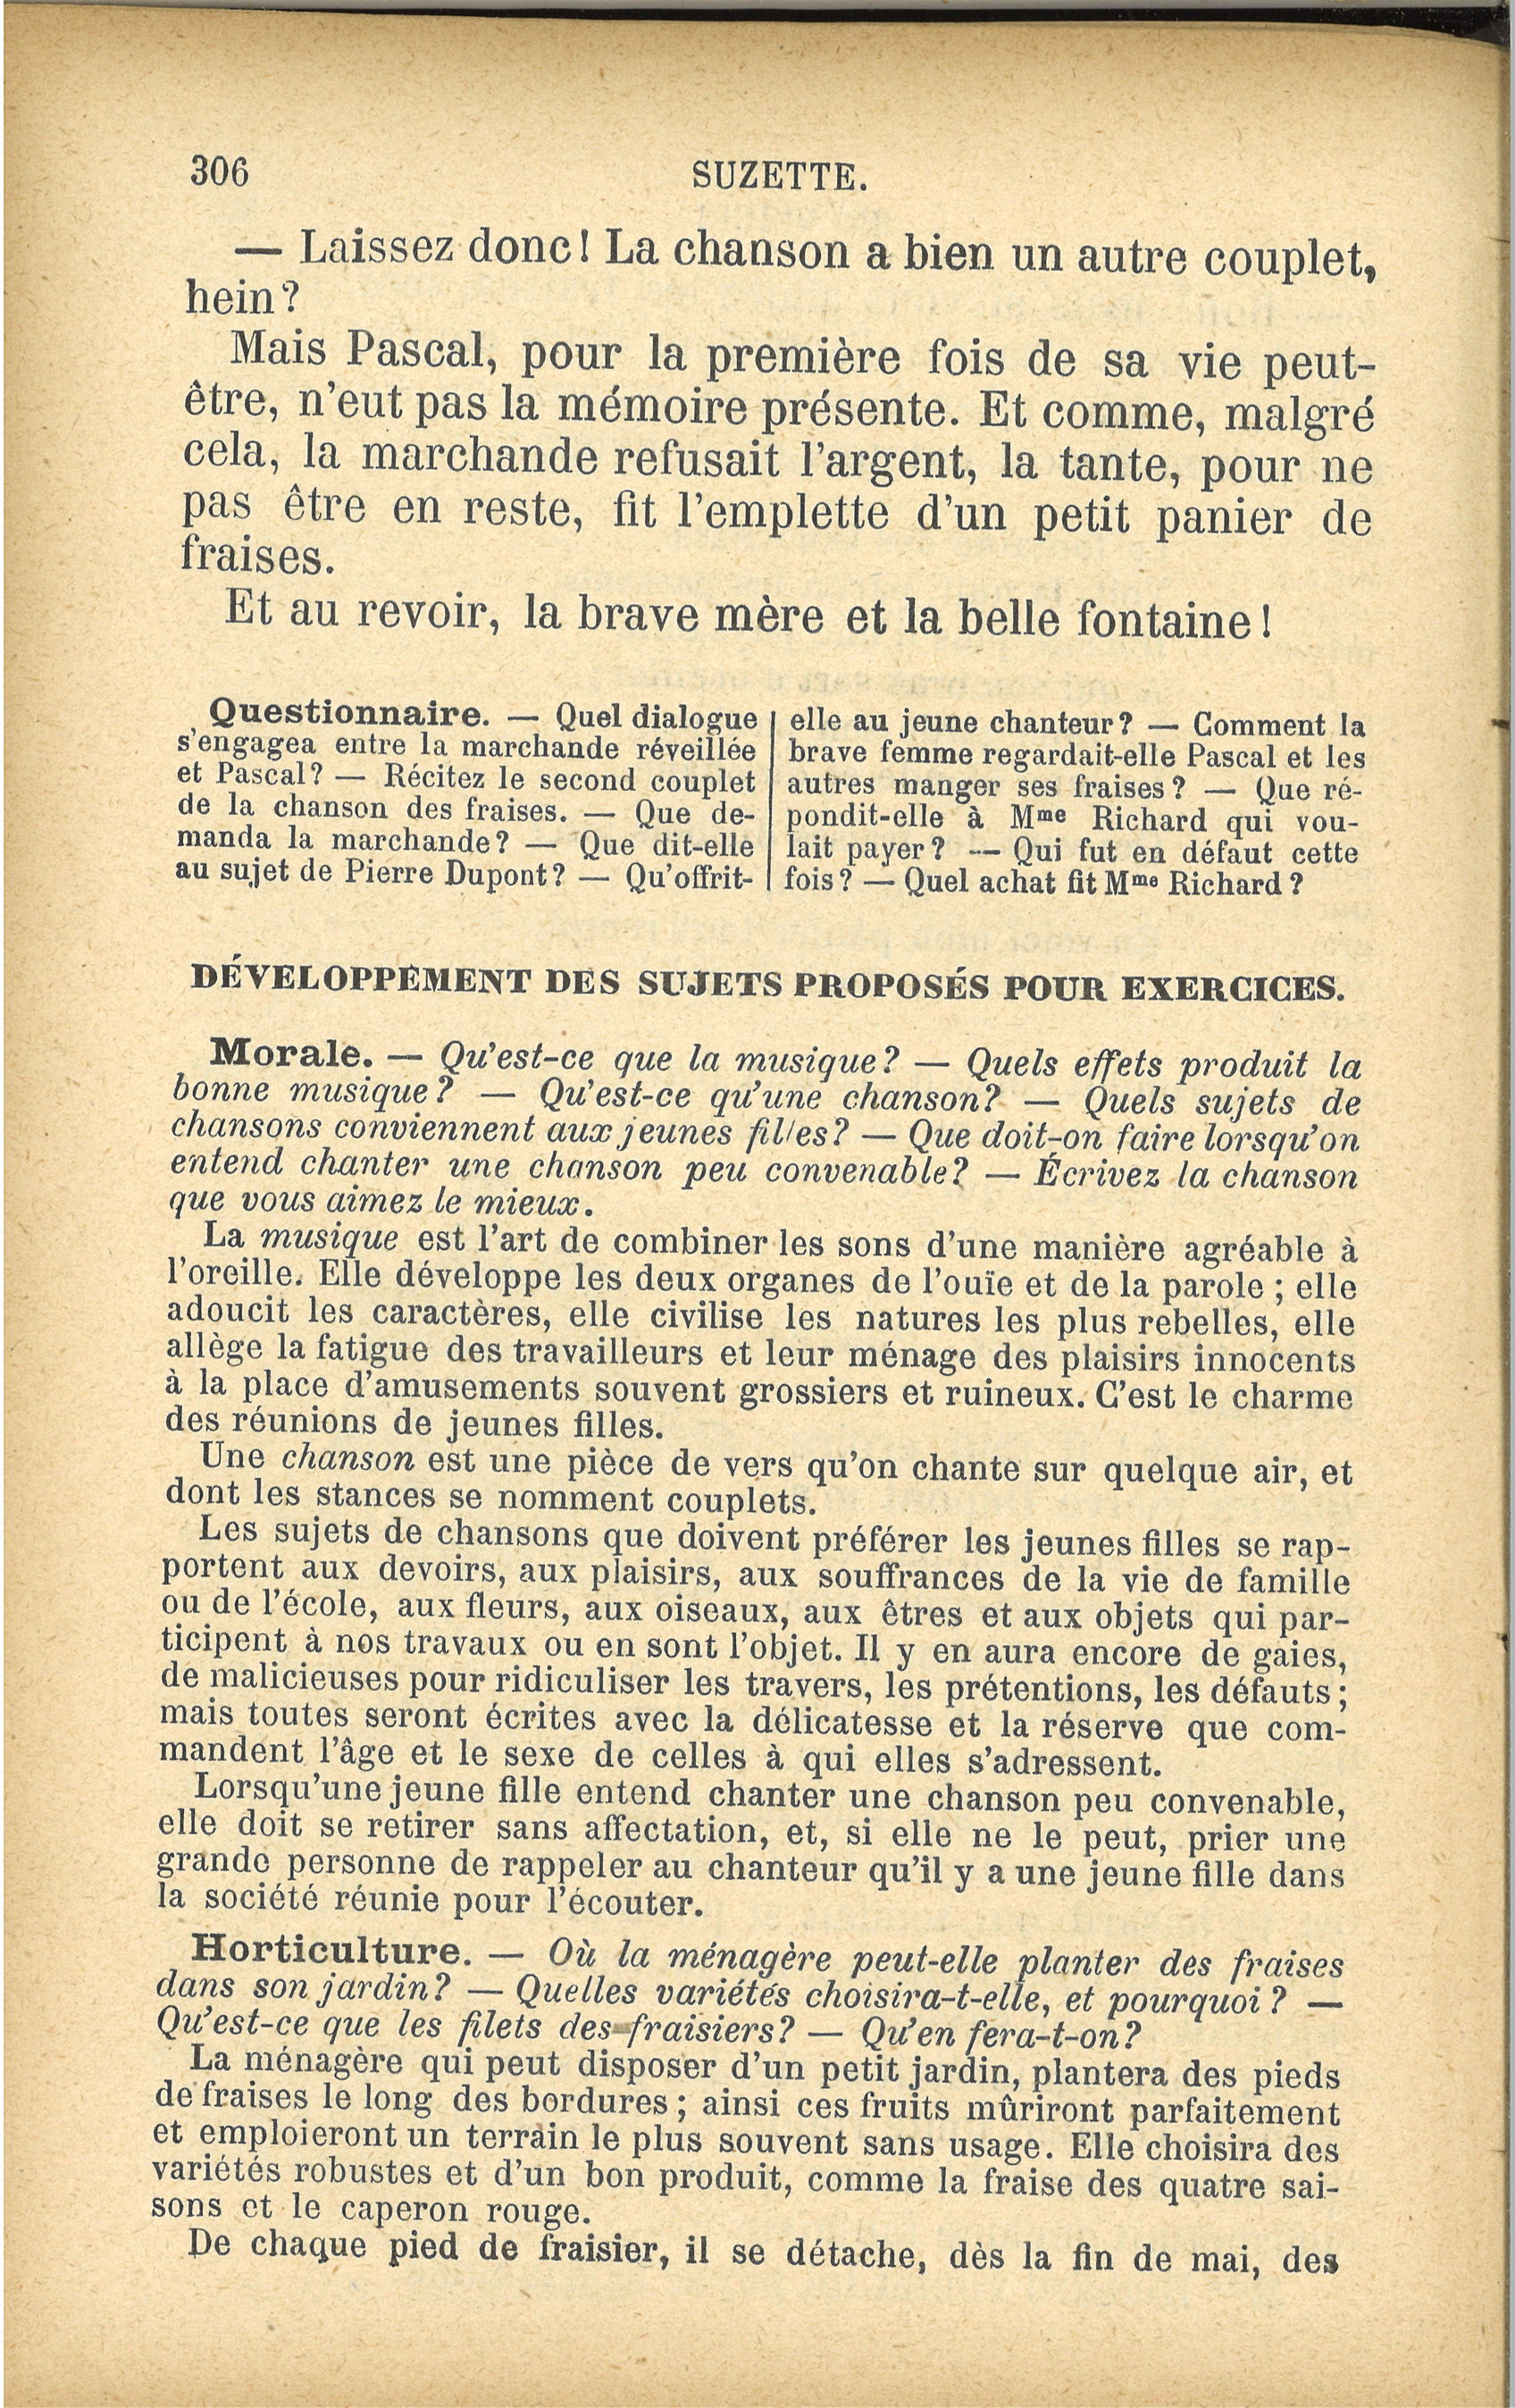 306
SUZETTE.
— Laissez donc! La chanson a bien un autre couplet,
hein?
Mais Pascal, pour la première fois de sa vie peut-
être, n'eut pas la mémoire présente. Et comme, malgré
cela, la marchande refusait l'argent, la tante, pour ne
pas être en reste, fit l'emplette d'un petit panier de
fraises.
Et au revoir, la brave mère et la belle fontaine!
Questionnaire. — Quel dialogue
s'engagea entre la marchande réveillée
et Pascal? — Récitez le second couplet
de la chanson des fraises. — Que de-
manda la marchande? — Que dit-elle
au sujet de Pierre Dupont? — Qu'offrit-
elle au jeune chanteur? — Comment la
brave femme regardait-elle Pascal et les
autres manger ses fraises? — Que ré-
pondit-elle à Mme Richard qui vou-
lait payer? — Qui fut en défaut cette
fois? — Quel achat fit Mme Richard?
DÉVELOPPEMENT DES SUJETS PROPOSÉS POUR EXERCICES.
Morale. — Qu'est-ce que la musique? — Quels effets produit la
bonne musique? — Qu'est-ce qu'une chanson? — Quels sujets de
chansons conviennent aux jeunes filles? — Que doit-on faire lorsqu'on
entend chanter une chanson peu convenable? — Écrivez la chanson
que vous aimez le mieux.
La musique est l'art de combiner les sons d'une manière agréable à
l'oreille. Elle développe les deux organes de l'ouïe et de la parole; elle
adoucit les caractères, elle civilise les natures les plus rebelles, elle
allège la fatigue des travailleurs et leur ménage des plaisirs innocents
à la place d'amusements souvent grossiers et ruineux. C'est le charme
des réunions de jeunes filles.
Une chanson est une pièce de vers qu'on chante sur quelque air, et
dont les stances se nomment couplets.
Les sujets de chansons que doivent préférer les jeunes filles se rap-
portent aux devoirs, aux plaisirs, aux souffrances de la vie de famille
ou de l'école, aux fleurs, aux oiseaux, aux êtres et aux objets qui par-
ticipent à nos travaux ou en sont l'objet. Il y en aura encore de gaies,
de malicieuses pour ridiculiser les travers, les prétentions, les défauts;
mais toutes seront écrites avec la délicatesse et la réserve que com-
mandent l'âge et le sexe de celles à qui elles s'adressent.
Lorsqu'une jeune fille entend chanter une chanson peu convenable,
elle doit se retirer sans affectation, et, si elle ne le peut, prier une
grande personne de rappeler au chanteur qu'il y a une jeune fille dans
la société réunie pour l'écouter.
Horticulture. — Où la ménagère peut-elle planter des fraises
dans son jardin? — Quelles variétés choisira-t-elle, et pourquoi? —
Qu'est-ce que les filets des fraisiers? — Qu'en fera-t-on?
La ménagère qui peut disposer d'un petit jardin, plantera des pieds
de fraises le long des bordures; ainsi ces fruits mûriront parfaitement
et emploieront un terrain le plus souvent sans usage. Elle choisira des
variétés robustes et d'un bon produit, comme la fraise des quatre sai-
sons et le caperon rouge.
De chaque pied de fraisier, il se détache, dès la fin de mai, des